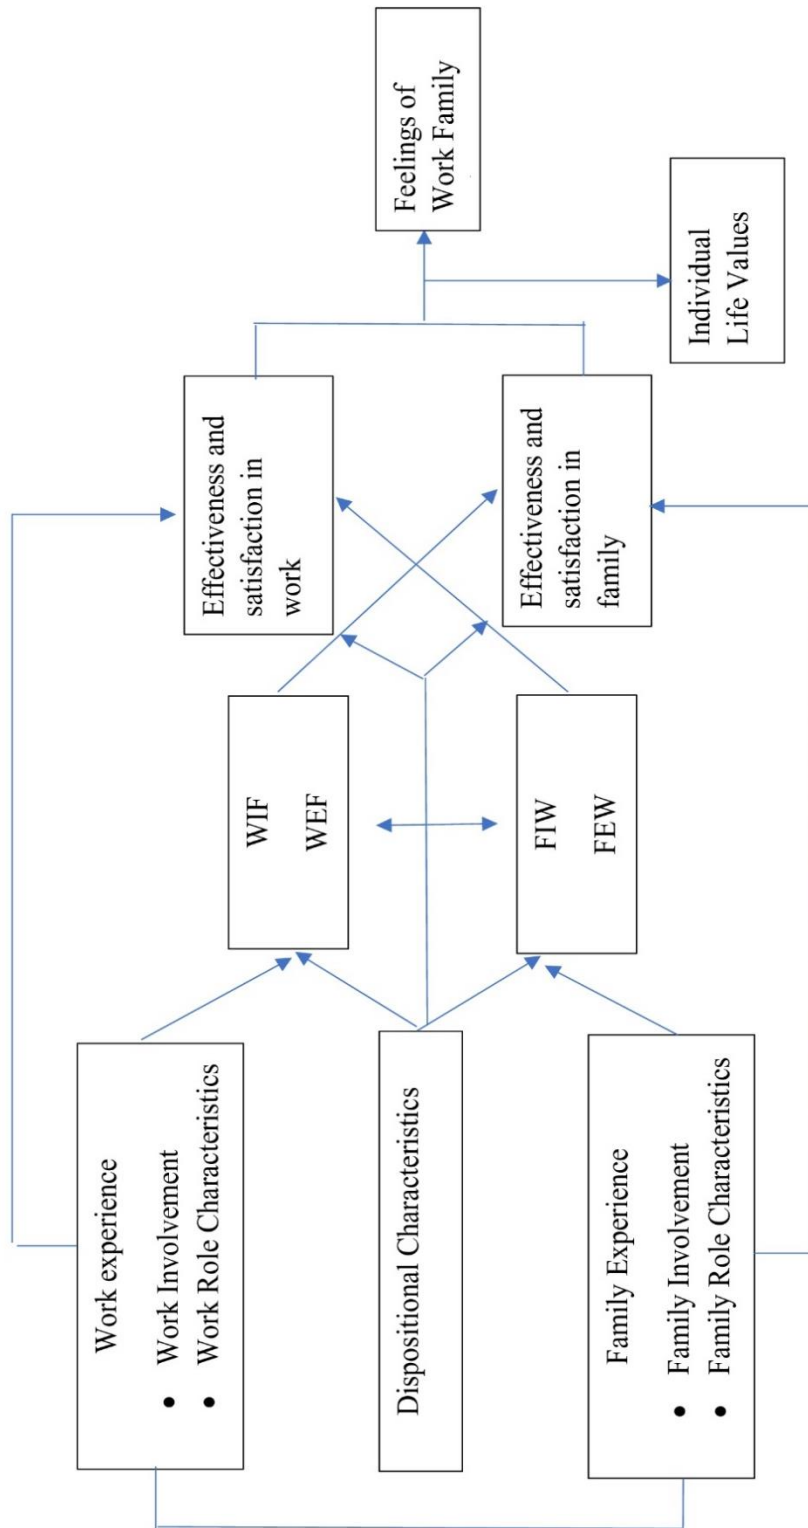 Work experience
• Work Involvement
• Work Role Characteristics
Dispositional Characteristics
Family Experience
• Family Involvement
• Family Role Characteristics
WIF
WEF
FIW
FEW
Effectiveness and
satisfaction in
work
Effectiveness and
satisfaction in
family
Feelings of
Work Family
Individual
Life Values